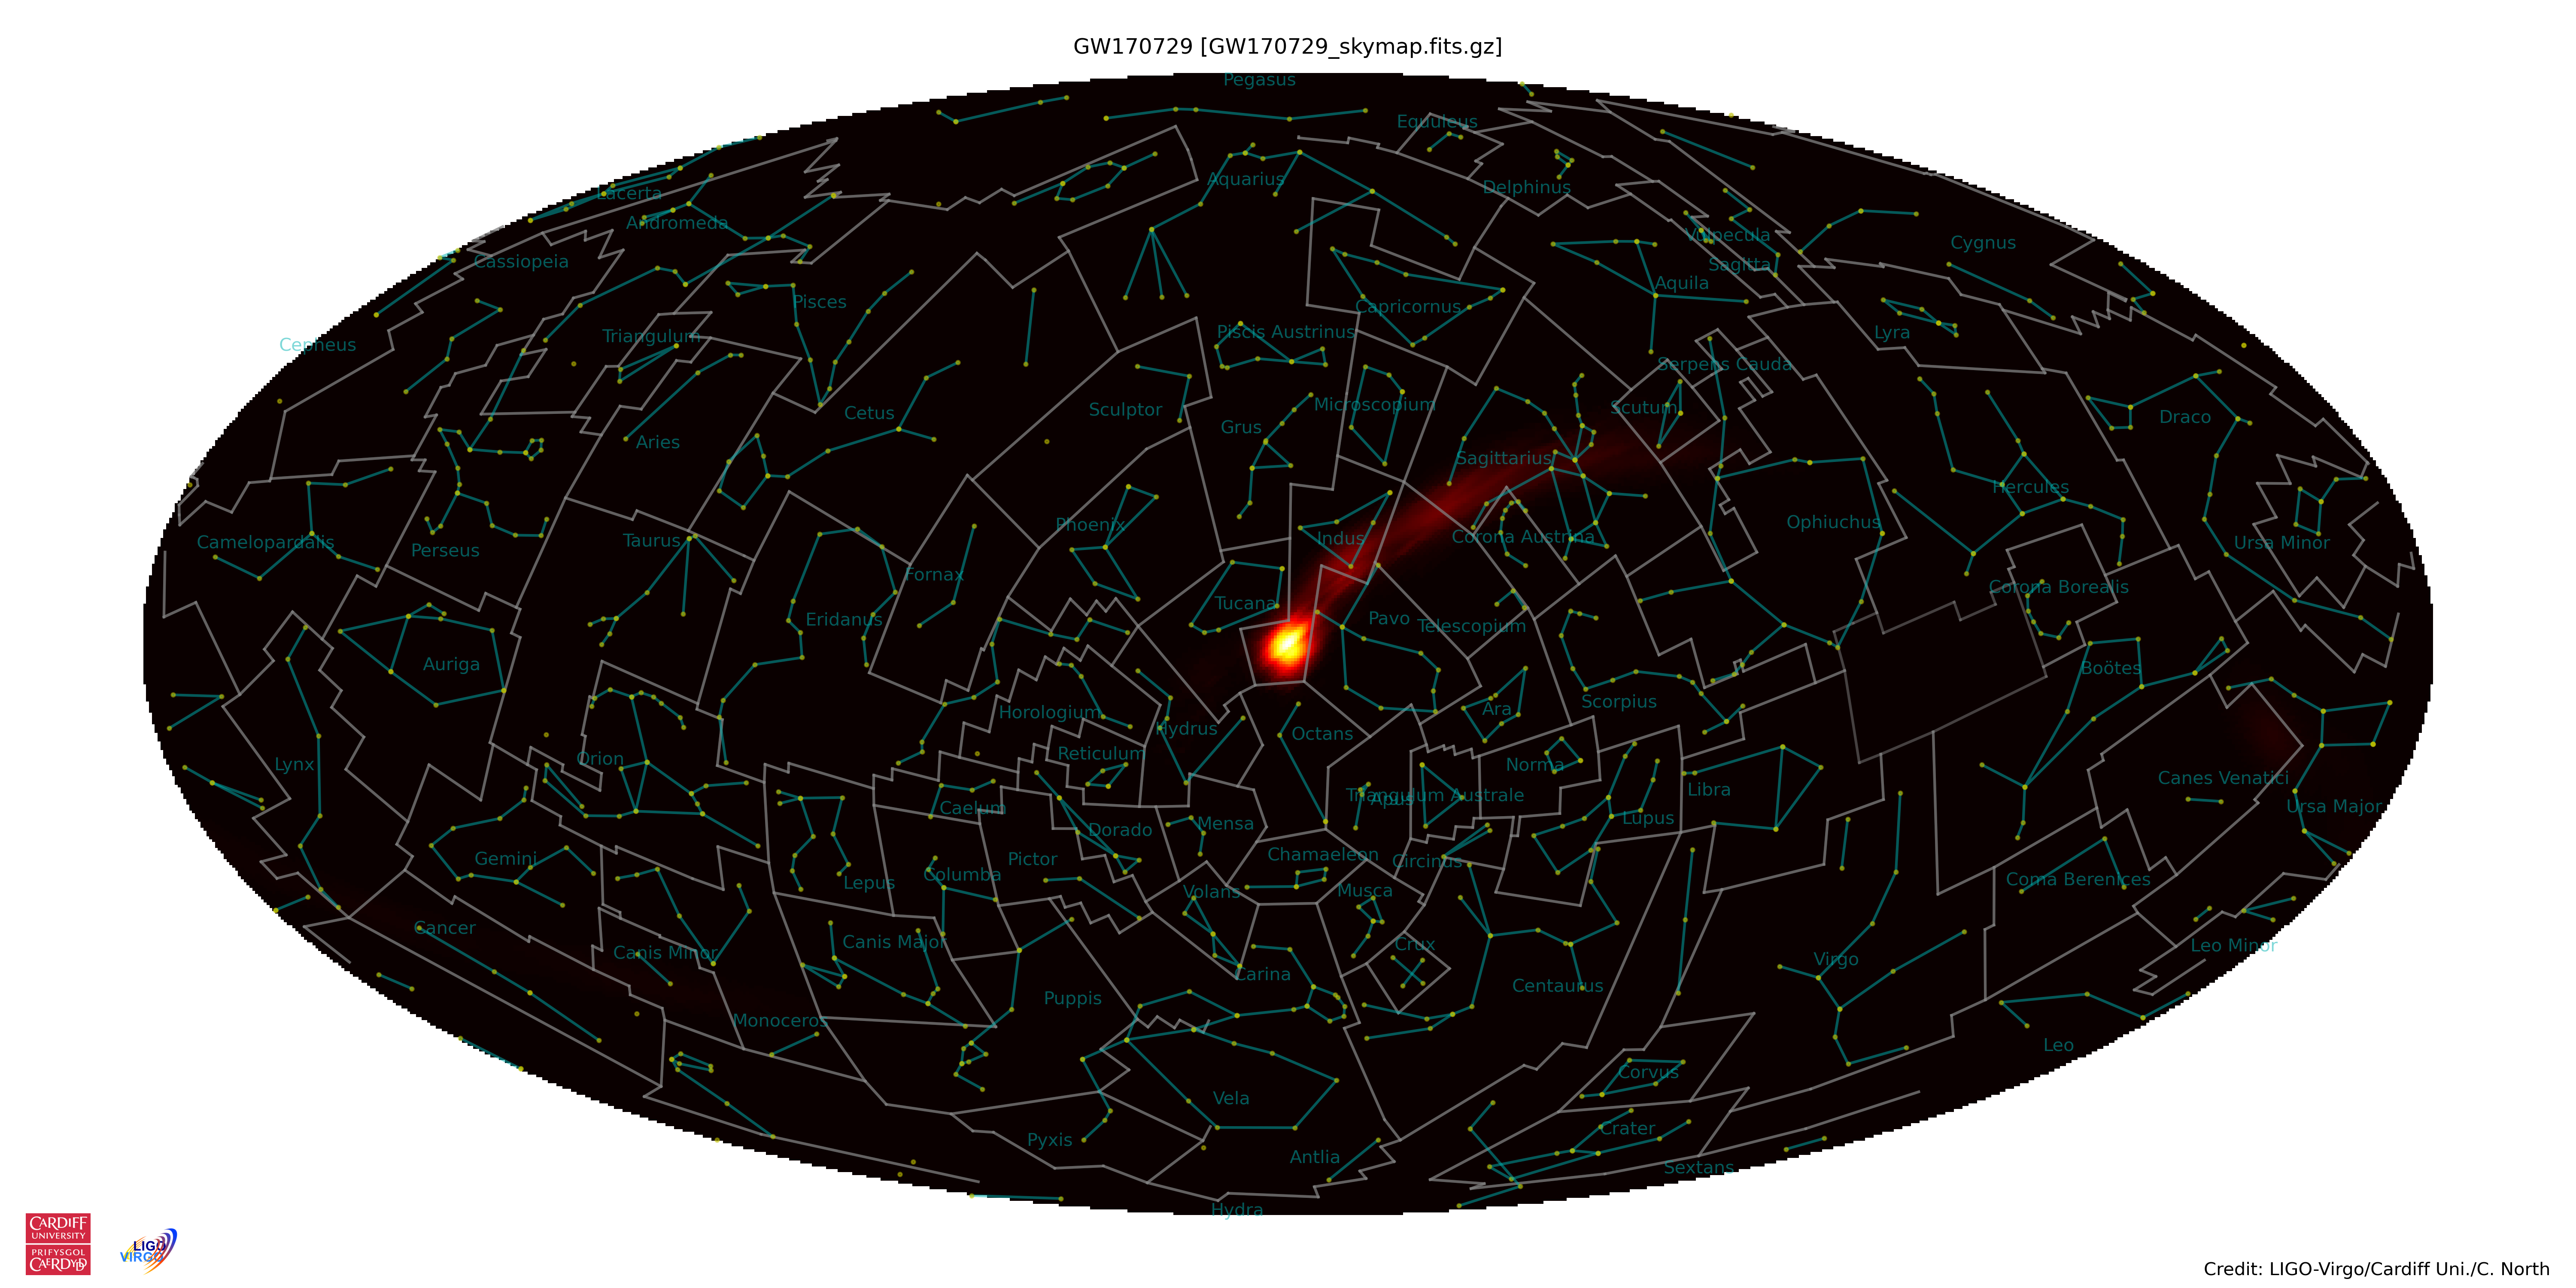 GW170729 [GW170729_skymap.fits.gz]
Pegasus
Equuleus
Aquarius
Delphinus
Lacerta
Andromeda
Vulpecula
Cygnus
Cassiopeia
Sagitta
Aquila
Pisces
Capricornus
Piscis Austrinus
Lyra
Triangulum
Cepheus
Serpens Cauda
Microscopium
Scutum
Sculptor
Cetus
Draco
Grus
Aries
Sagittarius
Hercules
Phoenix
Ophiuchus
Indus
Corona Austrina
Taurus
Camelopardalis
Ursa Minor
Perseus
Fornax
Corona Borealis
Tucana
Eridanus
Pavo
Telescopium
Auriga
Boötes
Scorpius
Ara
Horologium
Hydrus
Octans
Reticulum
Orion
Lynx
Norma
Canes Venatici
Libra
Triangulum Australe
Apus
Caelum
Ursa Major
Lupus
Mensa
Dorado
Chamaeleon
Gemini
Pictor
Circinus
Columba
Lepus
Coma Berenices
Volans
Musca
Cancer
Canis Major
Crux
Leo Minor
Canis Minor
Virgo
Carina
Centaurus
Puppis
Monoceros
Leo
Corvus
Vela
Crater
Pyxis
Antlia
Sextans
Hydra
CARDIFF
UNIVERSITY
PRIFYSGOL
CAERDYDD
LIGO
VIRGO
Credit: LIGO-Virgo/Cardiff Uni./C. North